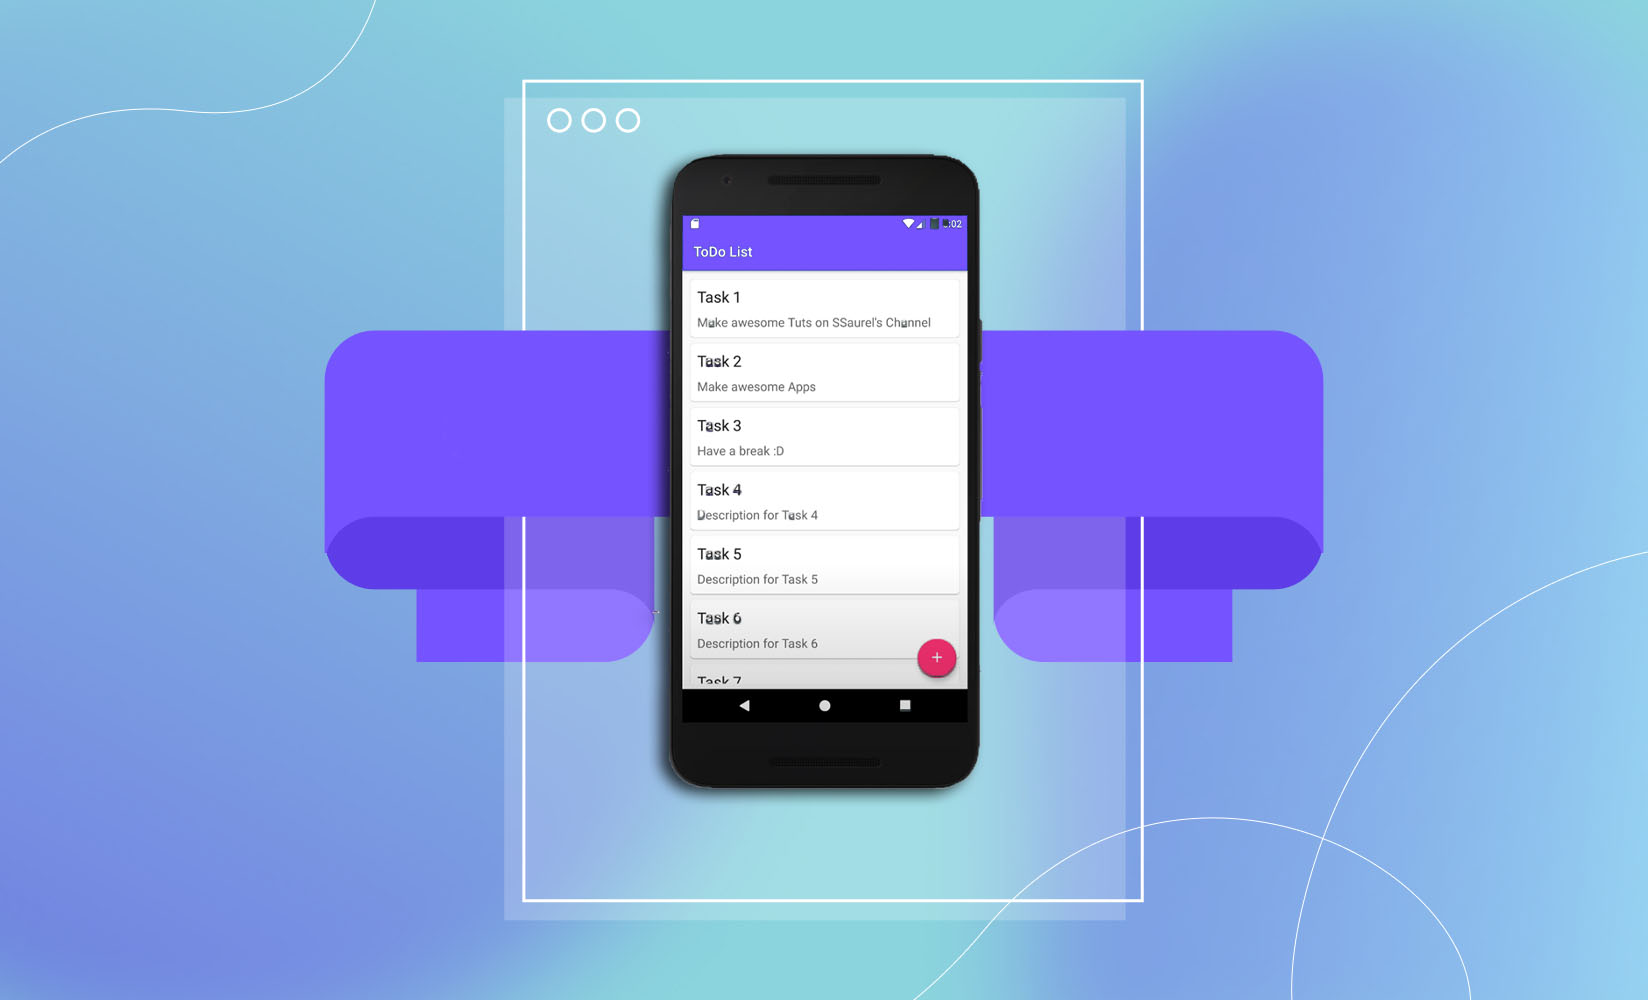 :02
ToDo List
Task 1
Make awesome Tuts on SSaurel's Channel
Task 2
Make awesome Apps
Task 3
Have a break :D
Task 4
Description for Task 4
Task 5
Description for Task 5
Task 6
Description for Task 6
+
Task 7